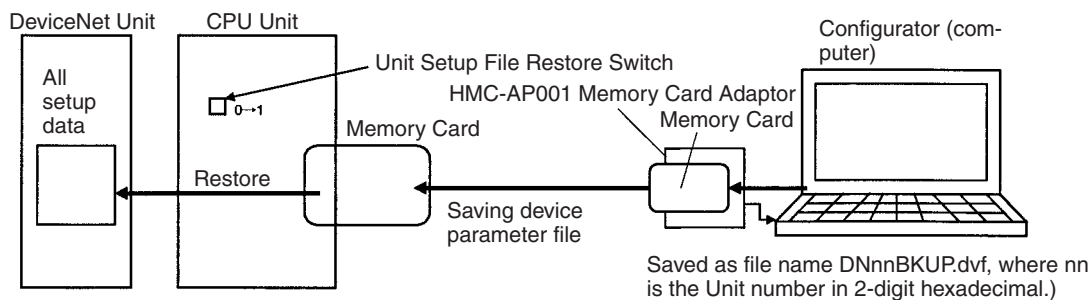 DeviceNet Unit
CPU Unit
Configurator (com-
puter)
All
setup
data
Unit Setup File Restore Switch
HMC-AP001 Memory Card Adaptor
0→1
Memory Card
Memory Card
Restore
Saving device
parameter file
Saved as file name DNnnBKUP.dvf, where nn
is the Unit number in 2-digit hexadecimal.)